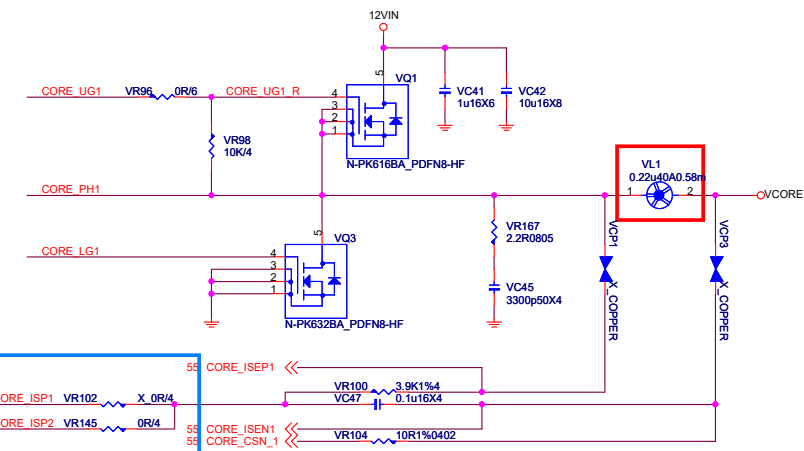 12VIN
CORE_UG1 VR96 0R/6 CORE_UG1_R
5 VQ1
4
3
2
1
VC41
1u16X6
VC42
10u16X8
VR98
10K/4
N-PK616BA_PDFN8-HF
VL1
0.22u40A0.58m
1 2
CORE_PH1
VCORE
5 VQ3
CORE_LG1
4
3
2
1
VR167
2.2R0805
VCP1
X_COPPER
VCP3
X_COPPER
VC45
3300p50X4
N-PK632BA_PDFN8-HF
55 CORE_ISEP1
VR100 3.9K1%4
ORE_ISP1 VR102 X_0R/4
VC47 0.1u16X4
ORE_ISP2 VR145 0R/4
55 CORE_ISEN1
55 CORE_CSN_1
VR104 10R1%0402